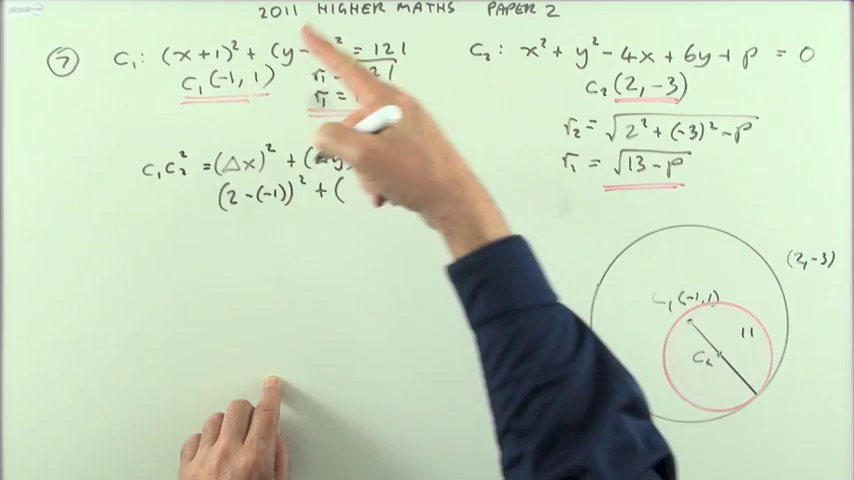 2011 HIGHER MATHS PAPER 2
7 C₁: (x+1)² + (y- ² = 121
C₁(-1, 1)
r₁ = 
r₁ =
C₁C₂² = (△x)² + (△y)
(2-(-1))² + (
C₂: x² + y² - 4x + 6y + p = 0
C₂(2, -3)
r₂ = √2² + (-3)² - p
r₁ = √13 - p
(2, -3)
C₁(-1, 1)
11
C₂